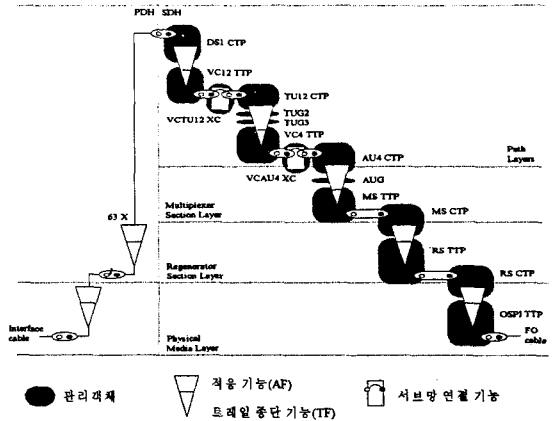 PDH SDH
DS1 CTP
VC12 TTP
TU12 CTP
VCTU12 XC
TUG2
TUG3
VC4 TTP
AU4 CTP
Path
Layers
VCAU4 XC
AUG
MS TTP
Multiplexer
Section Layer
MS CTP
63 X
RS TTP
Regenerator
Section Layer
RS CTP
OSPI TTP
Interface
cable
FO
cable
Physical
Media Layer
관리객체
적응 기능(AF)
트레일 종단 기능(TF)
서브망 연결 기능